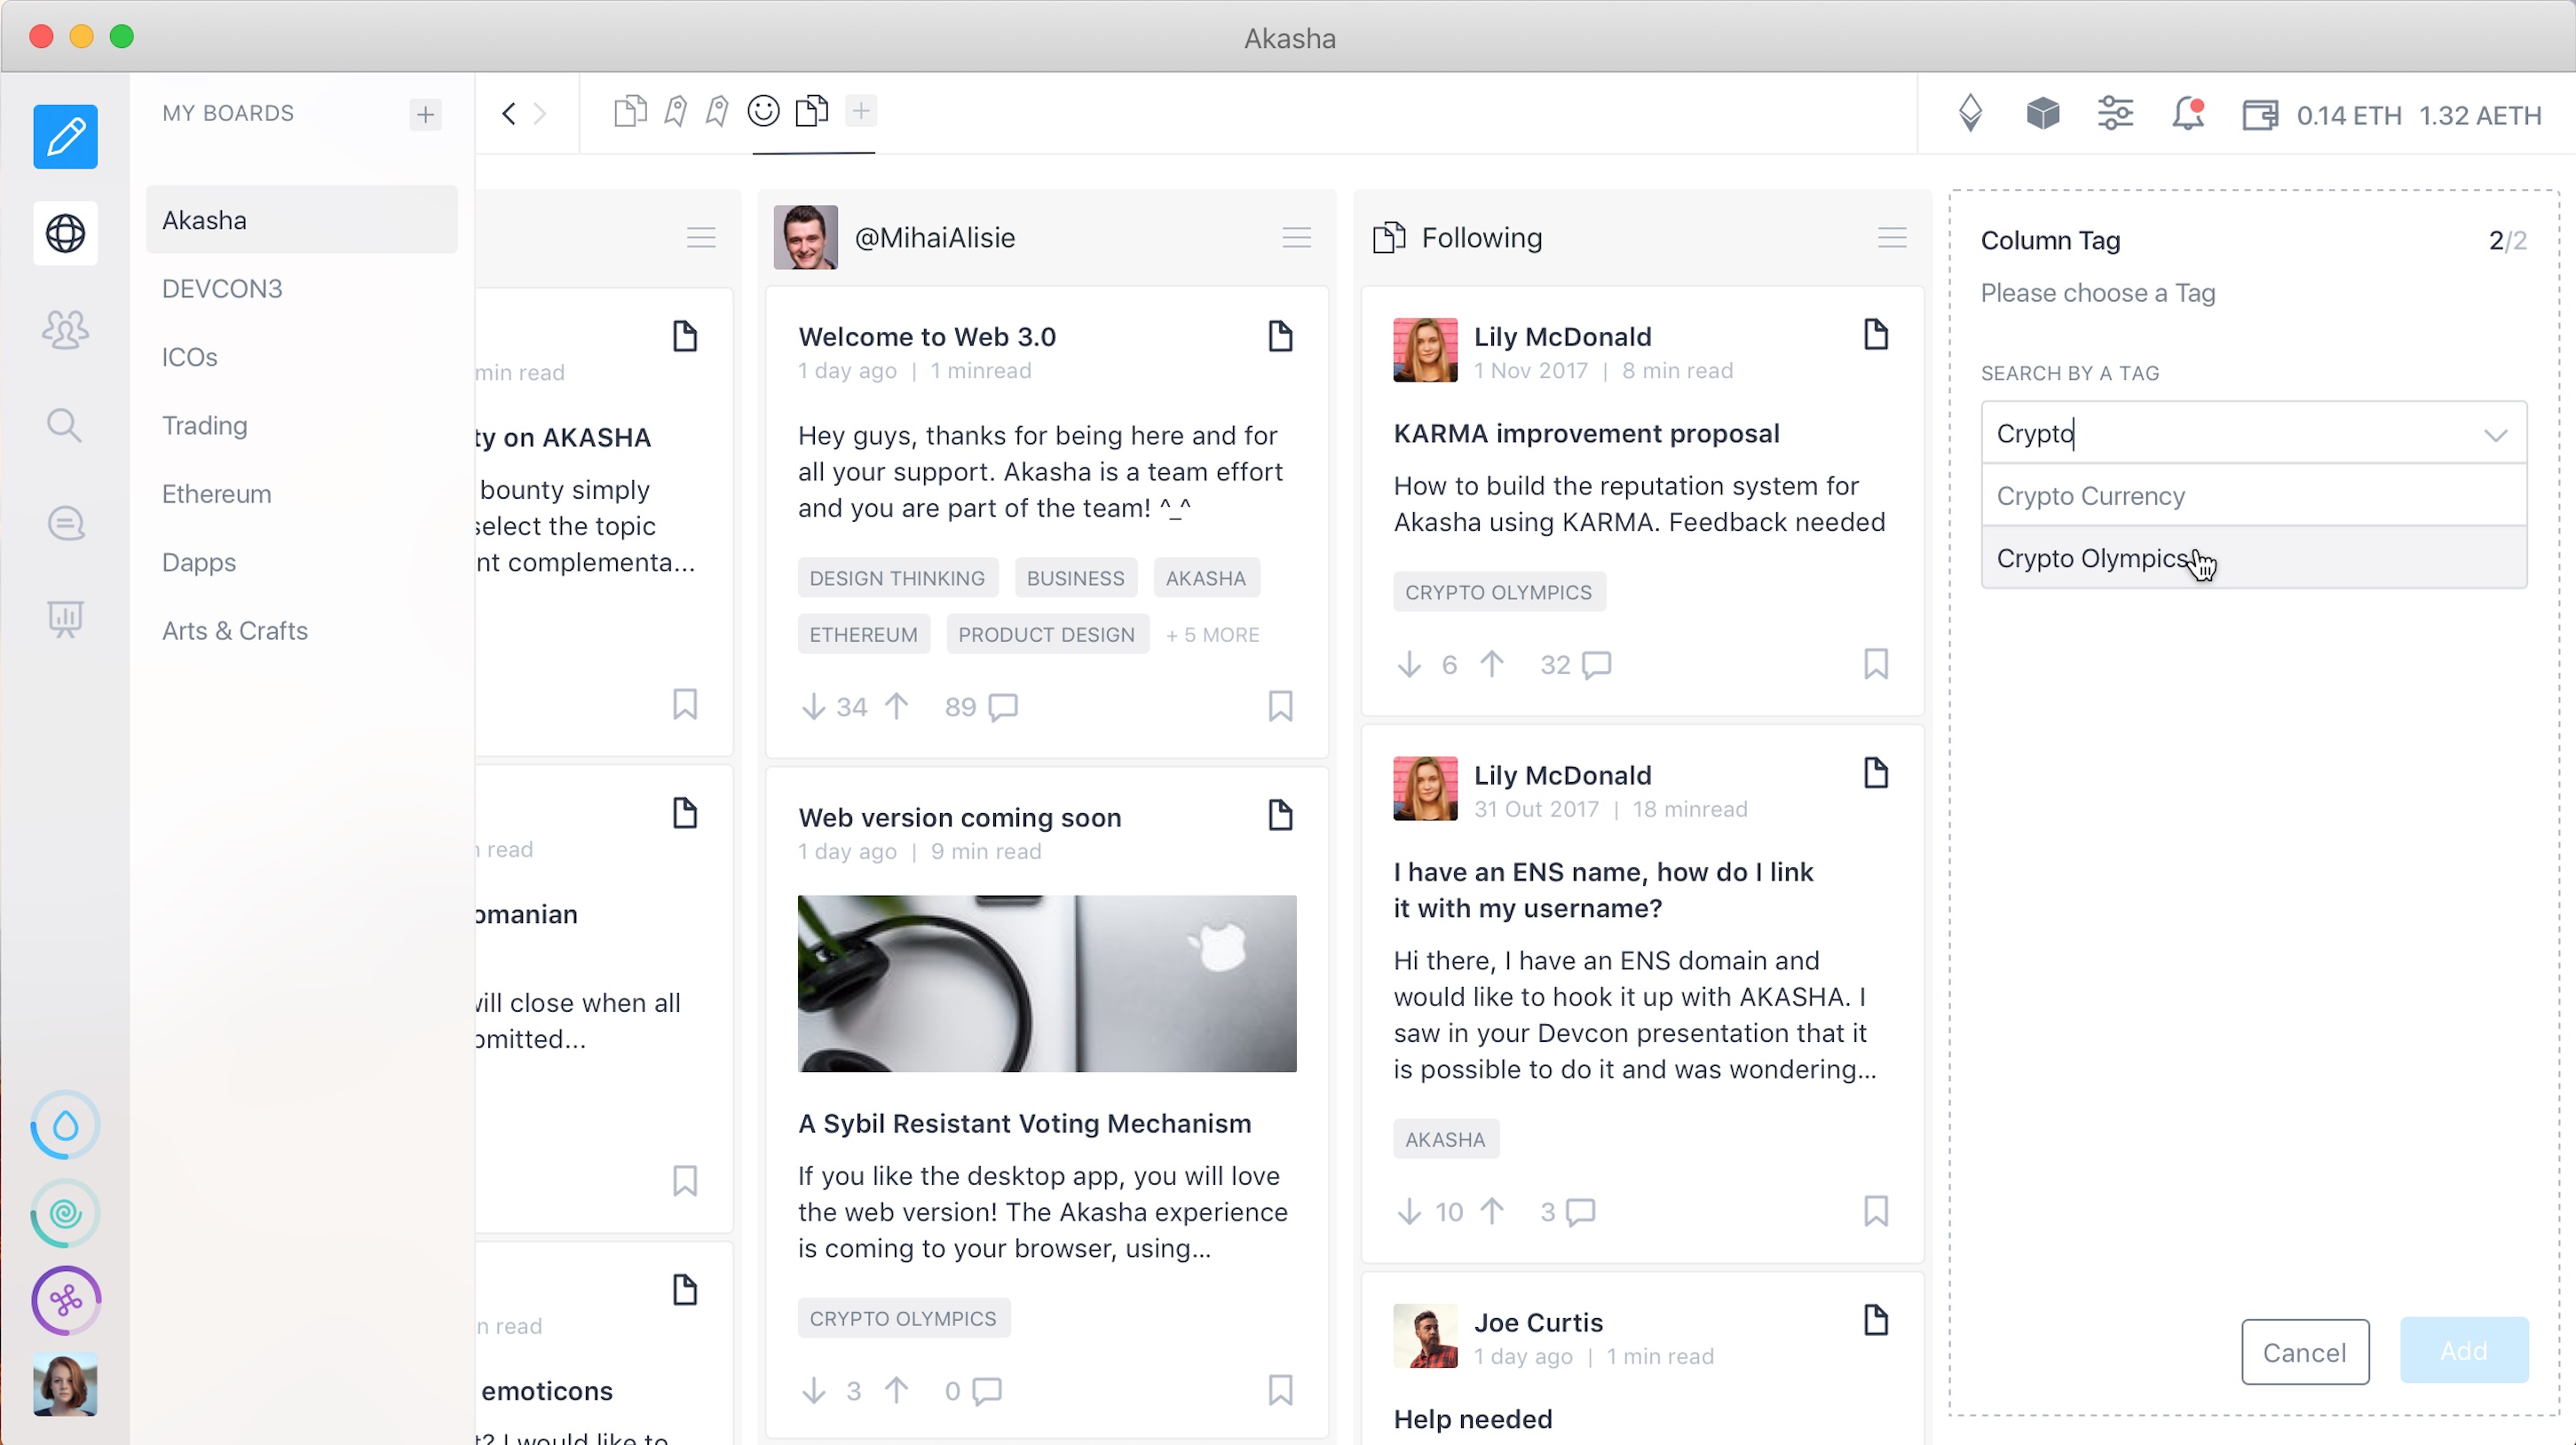 Akasha
MY BOARDS
0.14 ETH 1.32 AETH
Akasha
DEVCON3
ICOs
Trading
Ethereum
Dapps
Arts & Crafts
min read
ty on AKASHA
bounty simply
select the topic
nt complementa...
read
omanian
will close when all
bmitted...
n read
emoticons
t? I would like to
@MihaiAlisie
Welcome to Web 3.0
1 day ago | 1 minread
Hey guys, thanks for being here and for
all your support. Akasha is a team effort
and you are part of the team! ^_^
DESIGN THINKING BUSINESS AKASHA
ETHEREUM PRODUCT DESIGN + 5 MORE
34 89
Web version coming soon
1 day ago | 9 min read
A Sybil Resistant Voting Mechanism
If you like the desktop app, you will love
the web version! The Akasha experience
is coming to your browser, using...
CRYPTO OLYMPICS
3 0
Following
Lily McDonald
1 Nov 2017 | 8 min read
KARMA improvement proposal
How to build the reputation system for
Akasha using KARMA. Feedback needed
CRYPTO OLYMPICS
6 32
Lily McDonald
31 Out 2017 | 18 minread
I have an ENS name, how do I link
it with my username?
Hi there, I have an ENS domain and
would like to hook it up with AKASHA. I
saw in your Devcon presentation that it
is possible to do it and was wondering...
AKASHA
10 3
Joe Curtis
1 day ago | 1 min read
Help needed
Column Tag 2/2
Please choose a Tag
SEARCH BY A TAG
Crypto
Crypto Currency
Crypto Olympics
Cancel Add